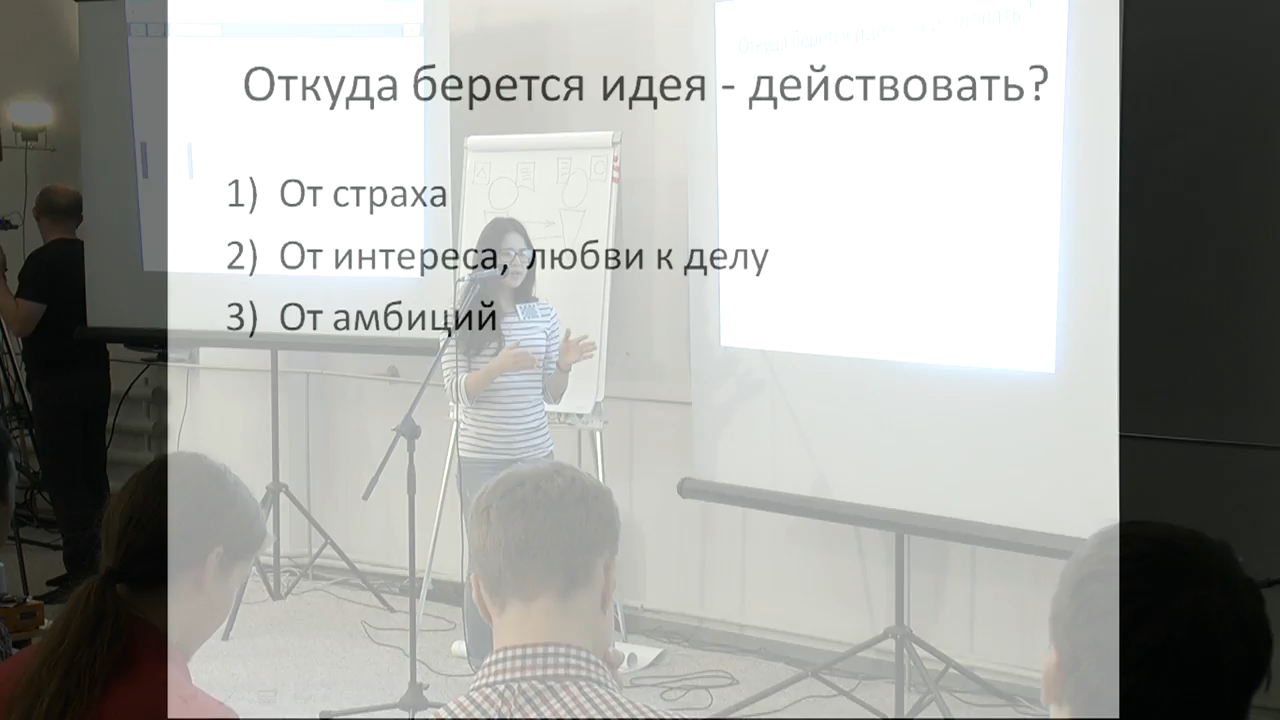 Откуда берется идея - действовать?
1) От страха
2) От интереса, любви к делу
3) От амбиций